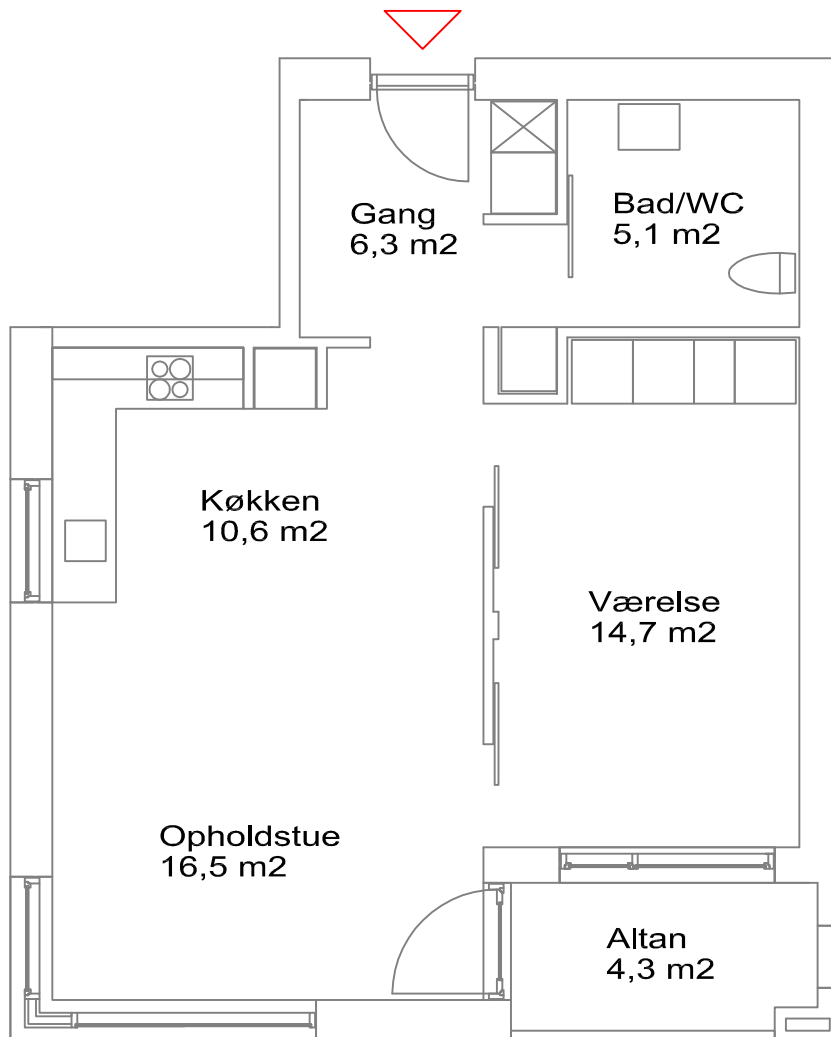 Gang
6,3 m2
Bad/WC
5,1 m2
Køkken
10,6 m2
Værelse
14,7 m2
Opholdstue
16,5 m2
Altan
4,3 m2